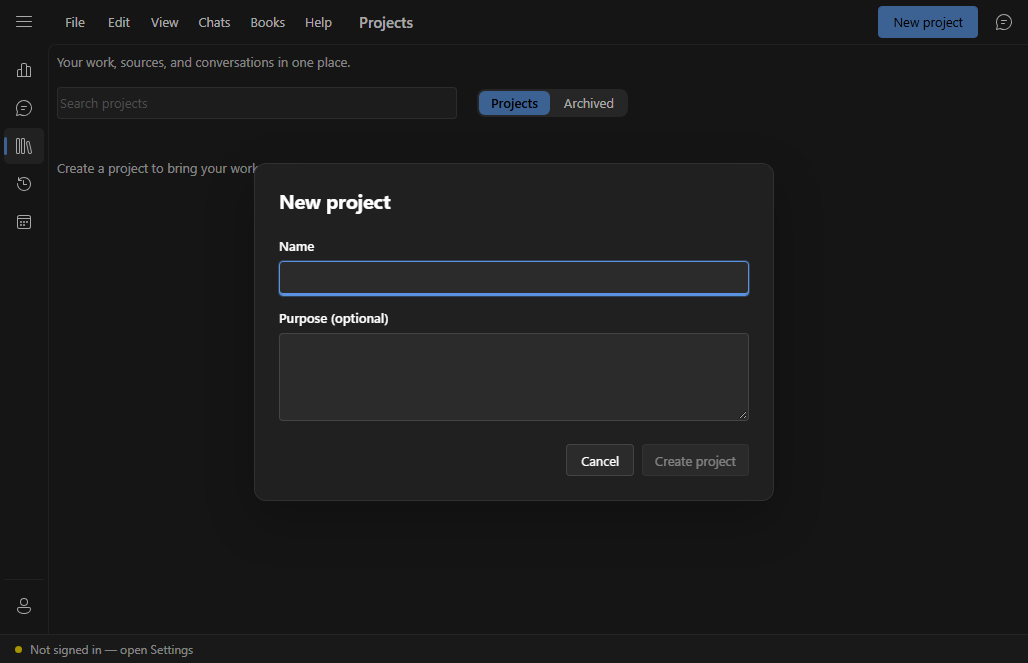 File Edit View Chats Books Help Projects New project
Your work, sources, and conversations in one place.
Search projects Projects Archived
Create a project to bring your work
New project
Name
Purpose (optional)
Cancel Create project
Not signed in — open Settings